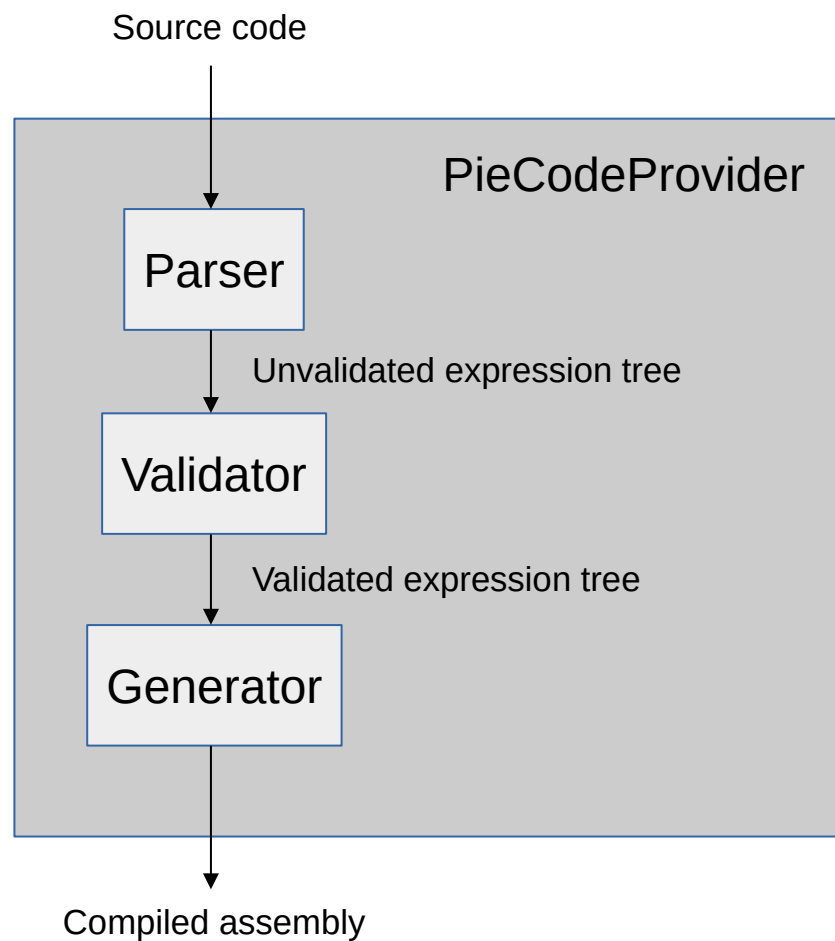 Source code
PieCodeProvider
Parser
Unvalidated expression tree
Validator
Validated expression tree
Generator
Compiled assembly